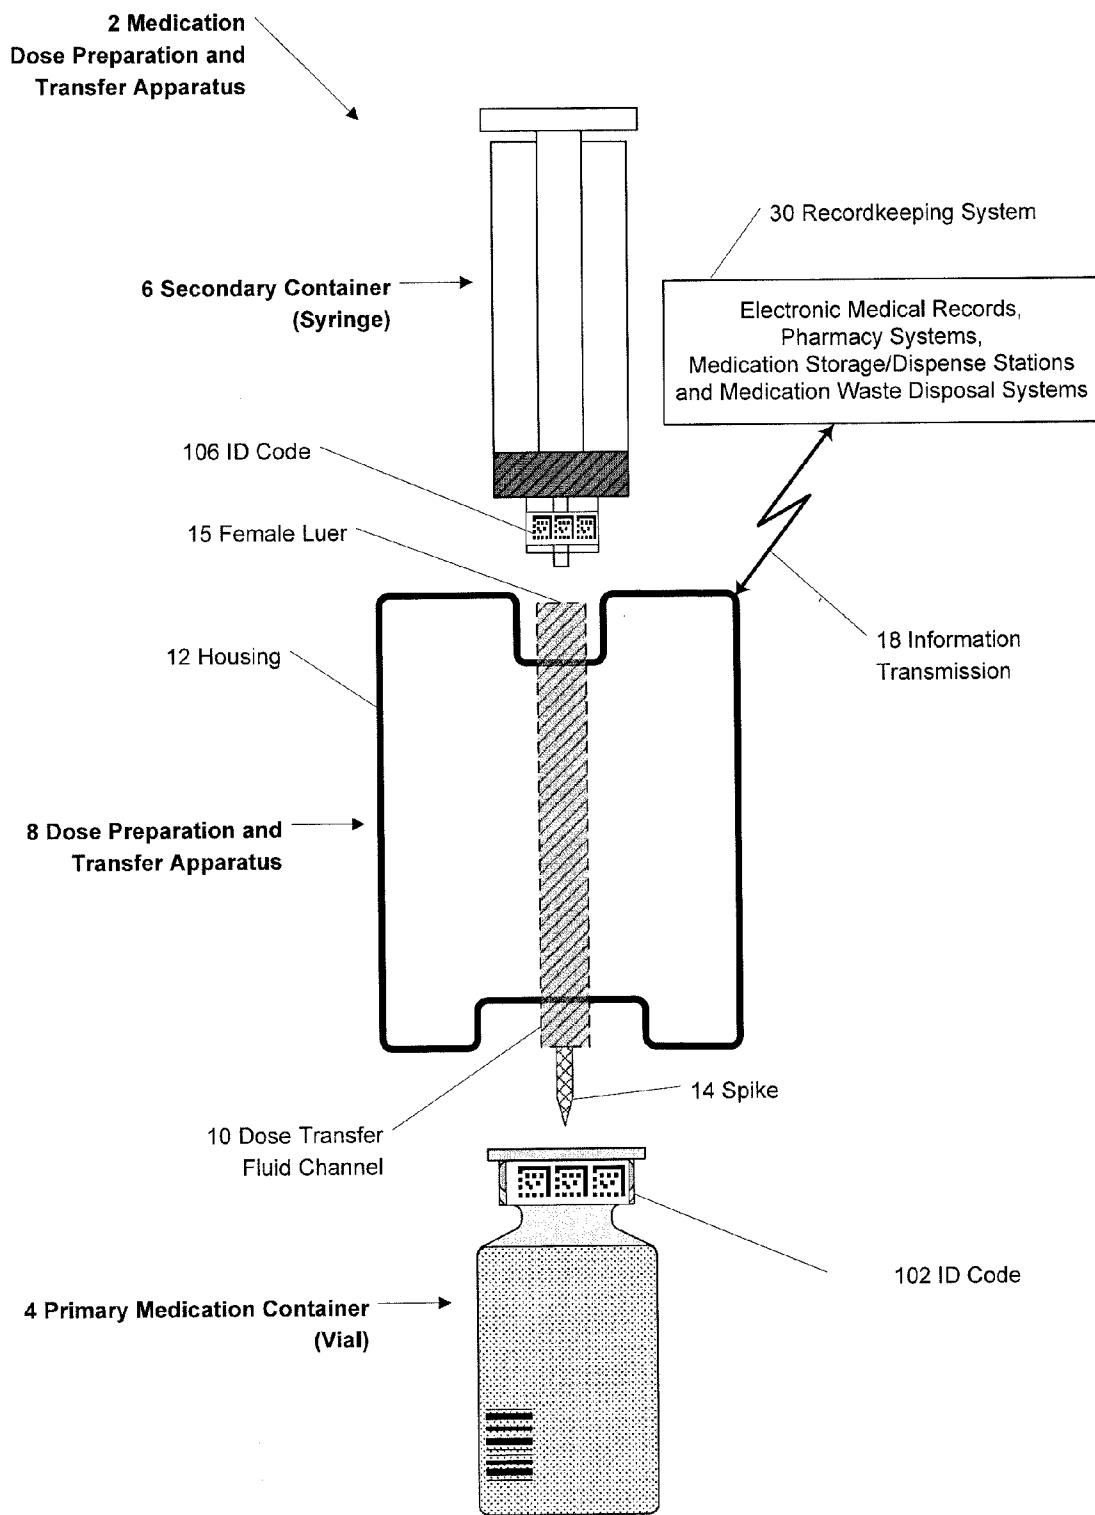 2 Medication
Dose Preparation and
Transfer Apparatus
30 Recordkeeping System
6 Secondary Container
(Syringe)
Electronic Medical Records,
Pharmacy Systems,
Medication Storage/Dispense Stations
and Medication Waste Disposal Systems
106 ID Code
15 Female Luer
12 Housing
18 Information
Transmission
8 Dose Preparation and
Transfer Apparatus
14 Spike
10 Dose Transfer
Fluid Channel
102 ID Code
4 Primary Medication Container
(Vial)